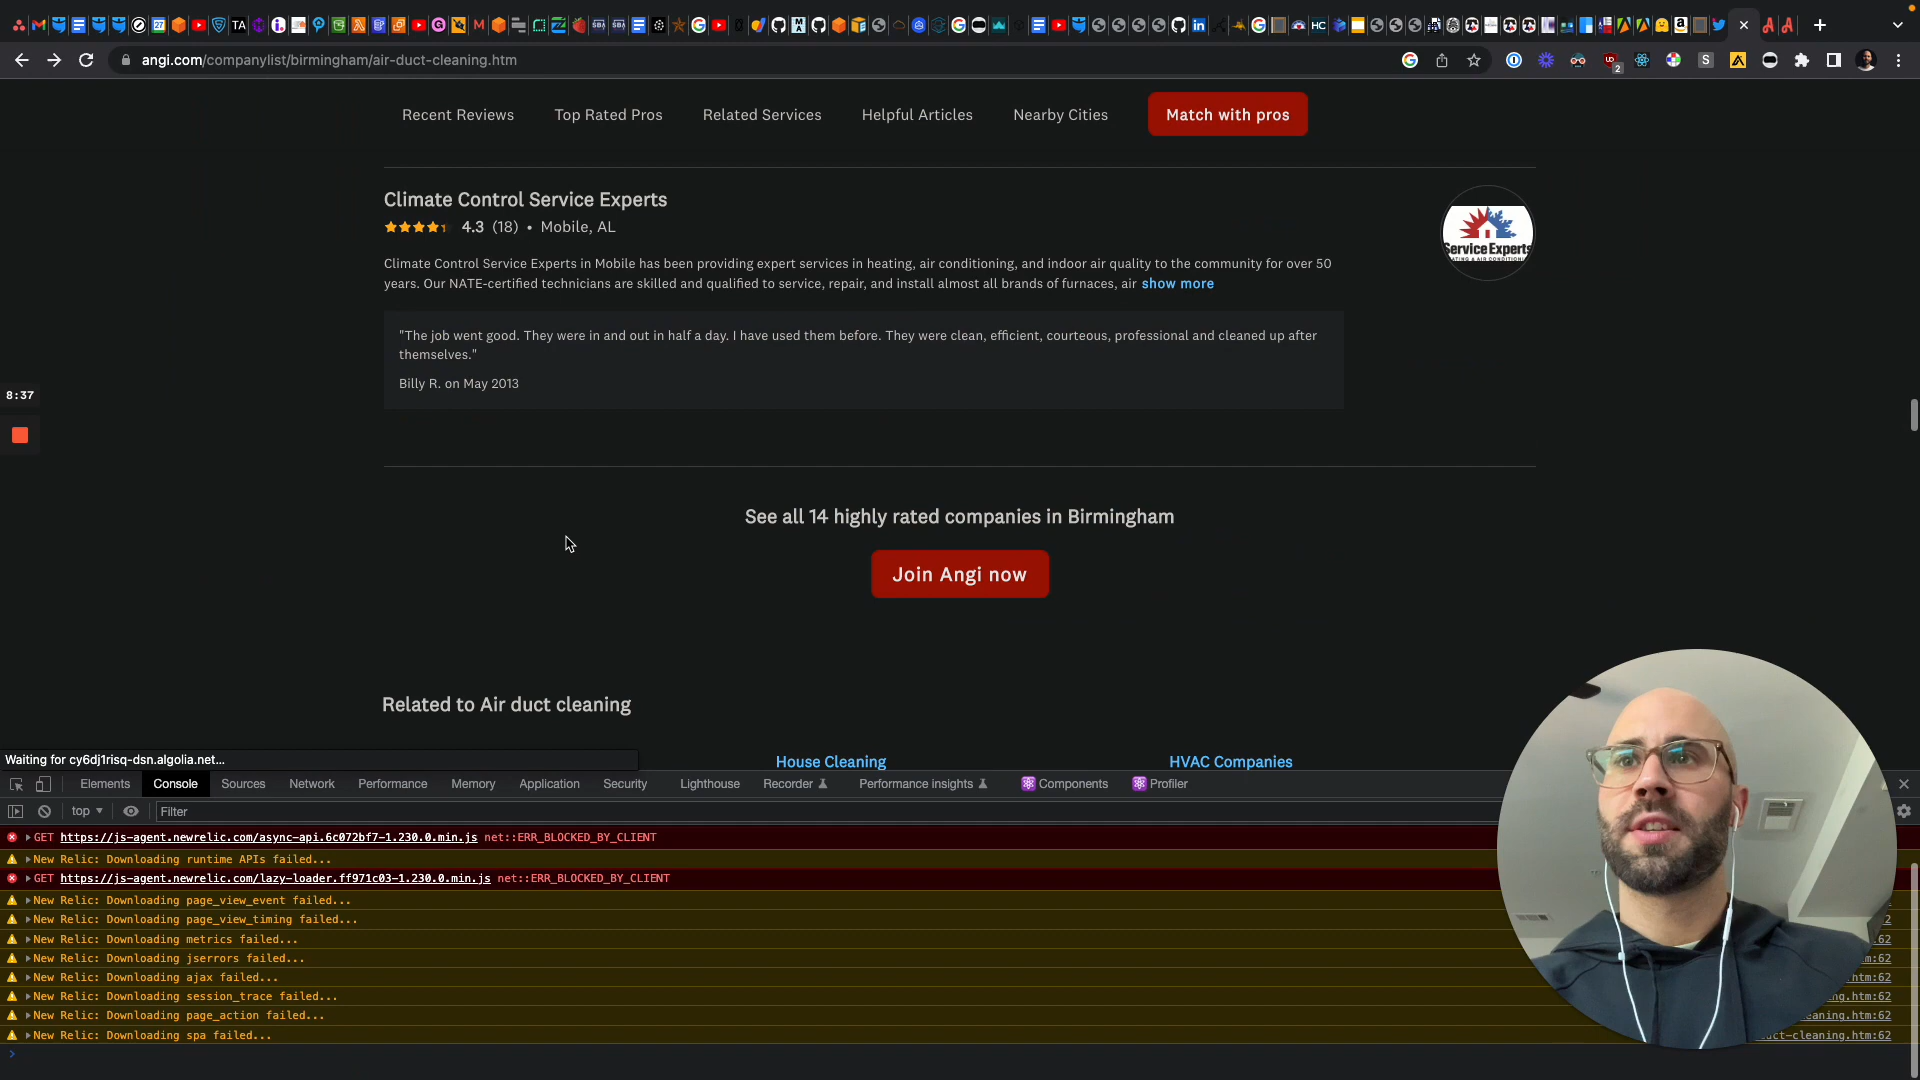 angi.com/companylist/birmingham/air-duct-cleaning.htm
Recent Reviews
Top Rated Pros
Related Services
Helpful Articles
Nearby Cities
Match with pros
Climate Control Service Experts
4.3 (18) • Mobile, AL
Climate Control Service Experts in Mobile has been providing expert services in heating, air conditioning, and indoor air quality to the community for over 50
years. Our NATE-certified technicians are skilled and qualified to service, repair, and install almost all brands of furnaces, air show more
Service Experts
"The job went good. They were in and out in half a day. I have used them before. They were clean, efficient, courteous, professional and cleaned up after
themselves."
Billy R. on May 2013
8:37
See all 14 highly rated companies in Birmingham
Join Angi now
Related to Air duct cleaning
House Cleaning
HVAC Companies
Waiting for cy6dj1risq-dsn.algolia.net...
Elements
Console
Sources
Network
Performance
Memory
Application
Security
Lighthouse
Recorder
Performance insights
Components
Profiler
top
Filter
GET https://js-agent.newrelic.com/async-api.6c072bf7-1.230.0.min.js net::ERR_BLOCKED_BY_CLIENT
New Relic: Downloading runtime APIs failed...
GET https://js-agent.newrelic.com/lazy-loader.ff971c03-1.230.0.min.js net::ERR_BLOCKED_BY_CLIENT
New Relic: Downloading page_view_event failed...
New Relic: Downloading page_view_timing failed...
New Relic: Downloading metrics failed...
New Relic: Downloading jserrors failed...
New Relic: Downloading ajax failed...
New Relic: Downloading session_trace failed...
New Relic: Downloading page_action failed...
New Relic: Downloading spa failed...